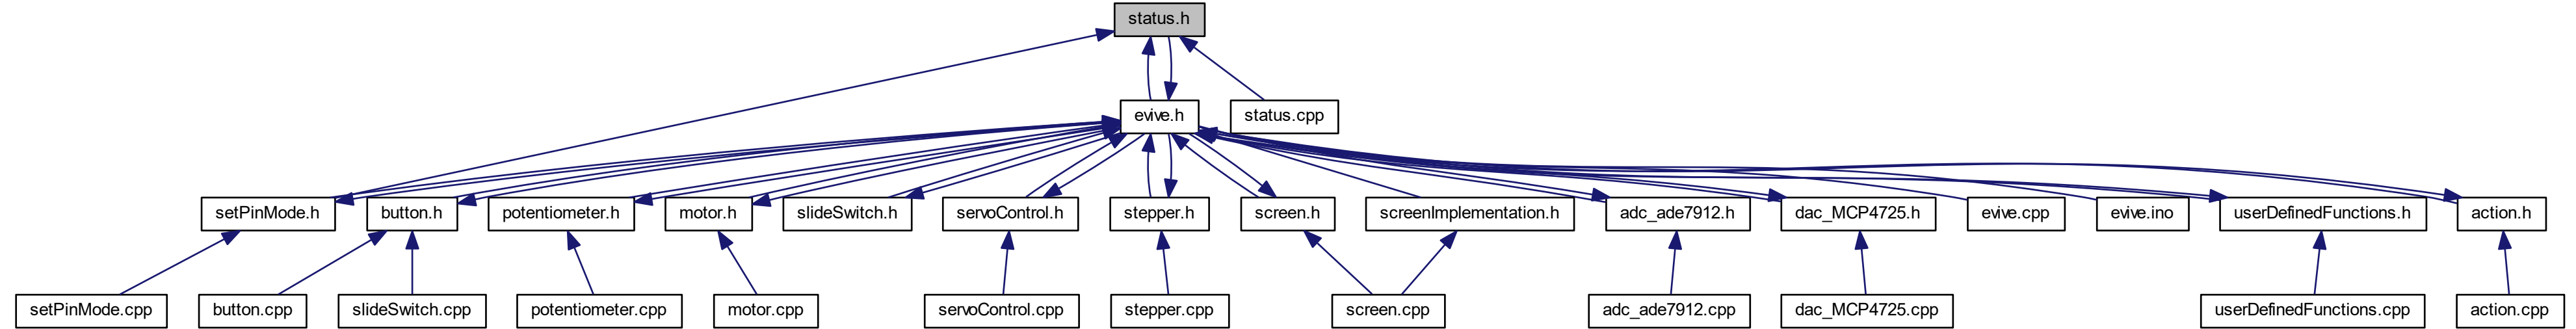 status.h
evive.h
status.cpp
setPinMode.h
button.h
potentiometer.h
motor.h
slideSwitch.h
servoControl.h
stepper.h
screen.h
screenImplementation.h
adc_ade7912.h
dac_MCP4725.h
evive.cpp
evive.ino
userDefinedFunctions.h
action.h
setPinMode.cpp
button.cpp
slideSwitch.cpp
potentiometer.cpp
motor.cpp
servoControl.cpp
stepper.cpp
screen.cpp
adc_ade7912.cpp
dac_MCP4725.cpp
userDefinedFunctions.cpp
action.cpp